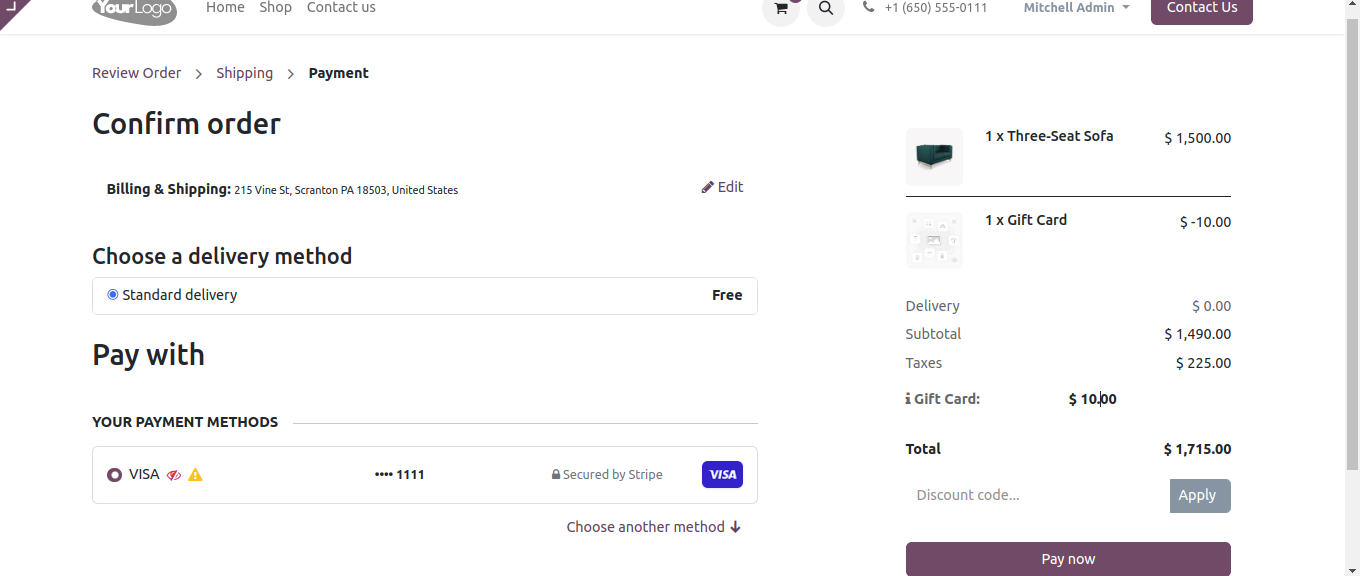 YourLogo
Home Shop Contact us
+1 (650) 555-0111
Mitchell Admin
Contact Us
Review Order > Shipping > Payment
Confirm order
Billing & Shipping: 215 Vine St, Scranton PA 18503, United States
Edit
Choose a delivery method
Standard delivery Free
Pay with
YOUR PAYMENT METHODS
VISA •••• 1111 Secured by Stripe VISA
Choose another method
1 x Three-Seat Sofa $ 1,500.00
1 x Gift Card $ -10.00
Delivery $ 0.00
Subtotal $ 1,490.00
Taxes $ 225.00
Gift Card: $ 10.00
Total $ 1,715.00
Discount code... Apply
Pay now